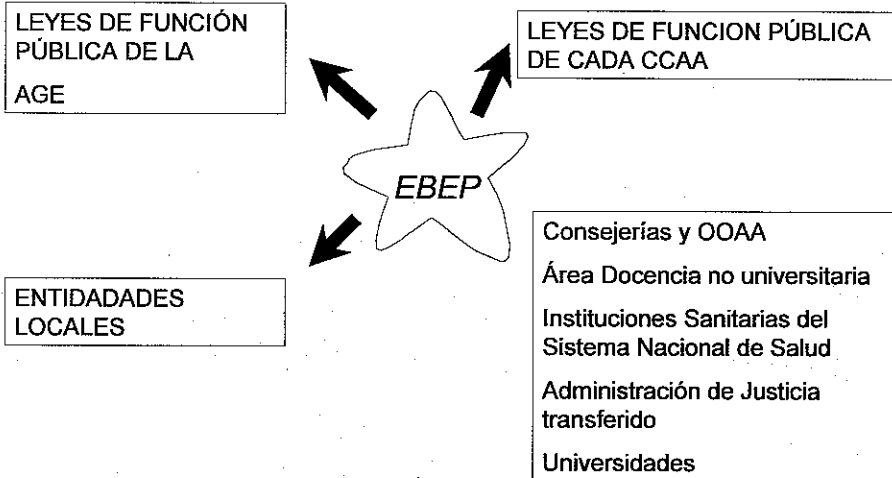 LEYES DE FUNCIÓN
PÚBLICA DE LA
AGE
LEYES DE FUNCION PÚBLICA
DE CADA CCAA
EBEP
ENTIDADADES
LOCALES
Consejerías y OOAA
Área Docencia no universitaria
Instituciones Sanitarias del
Sistema Nacional de Salud
Administración de Justicia
transferido
Universidades